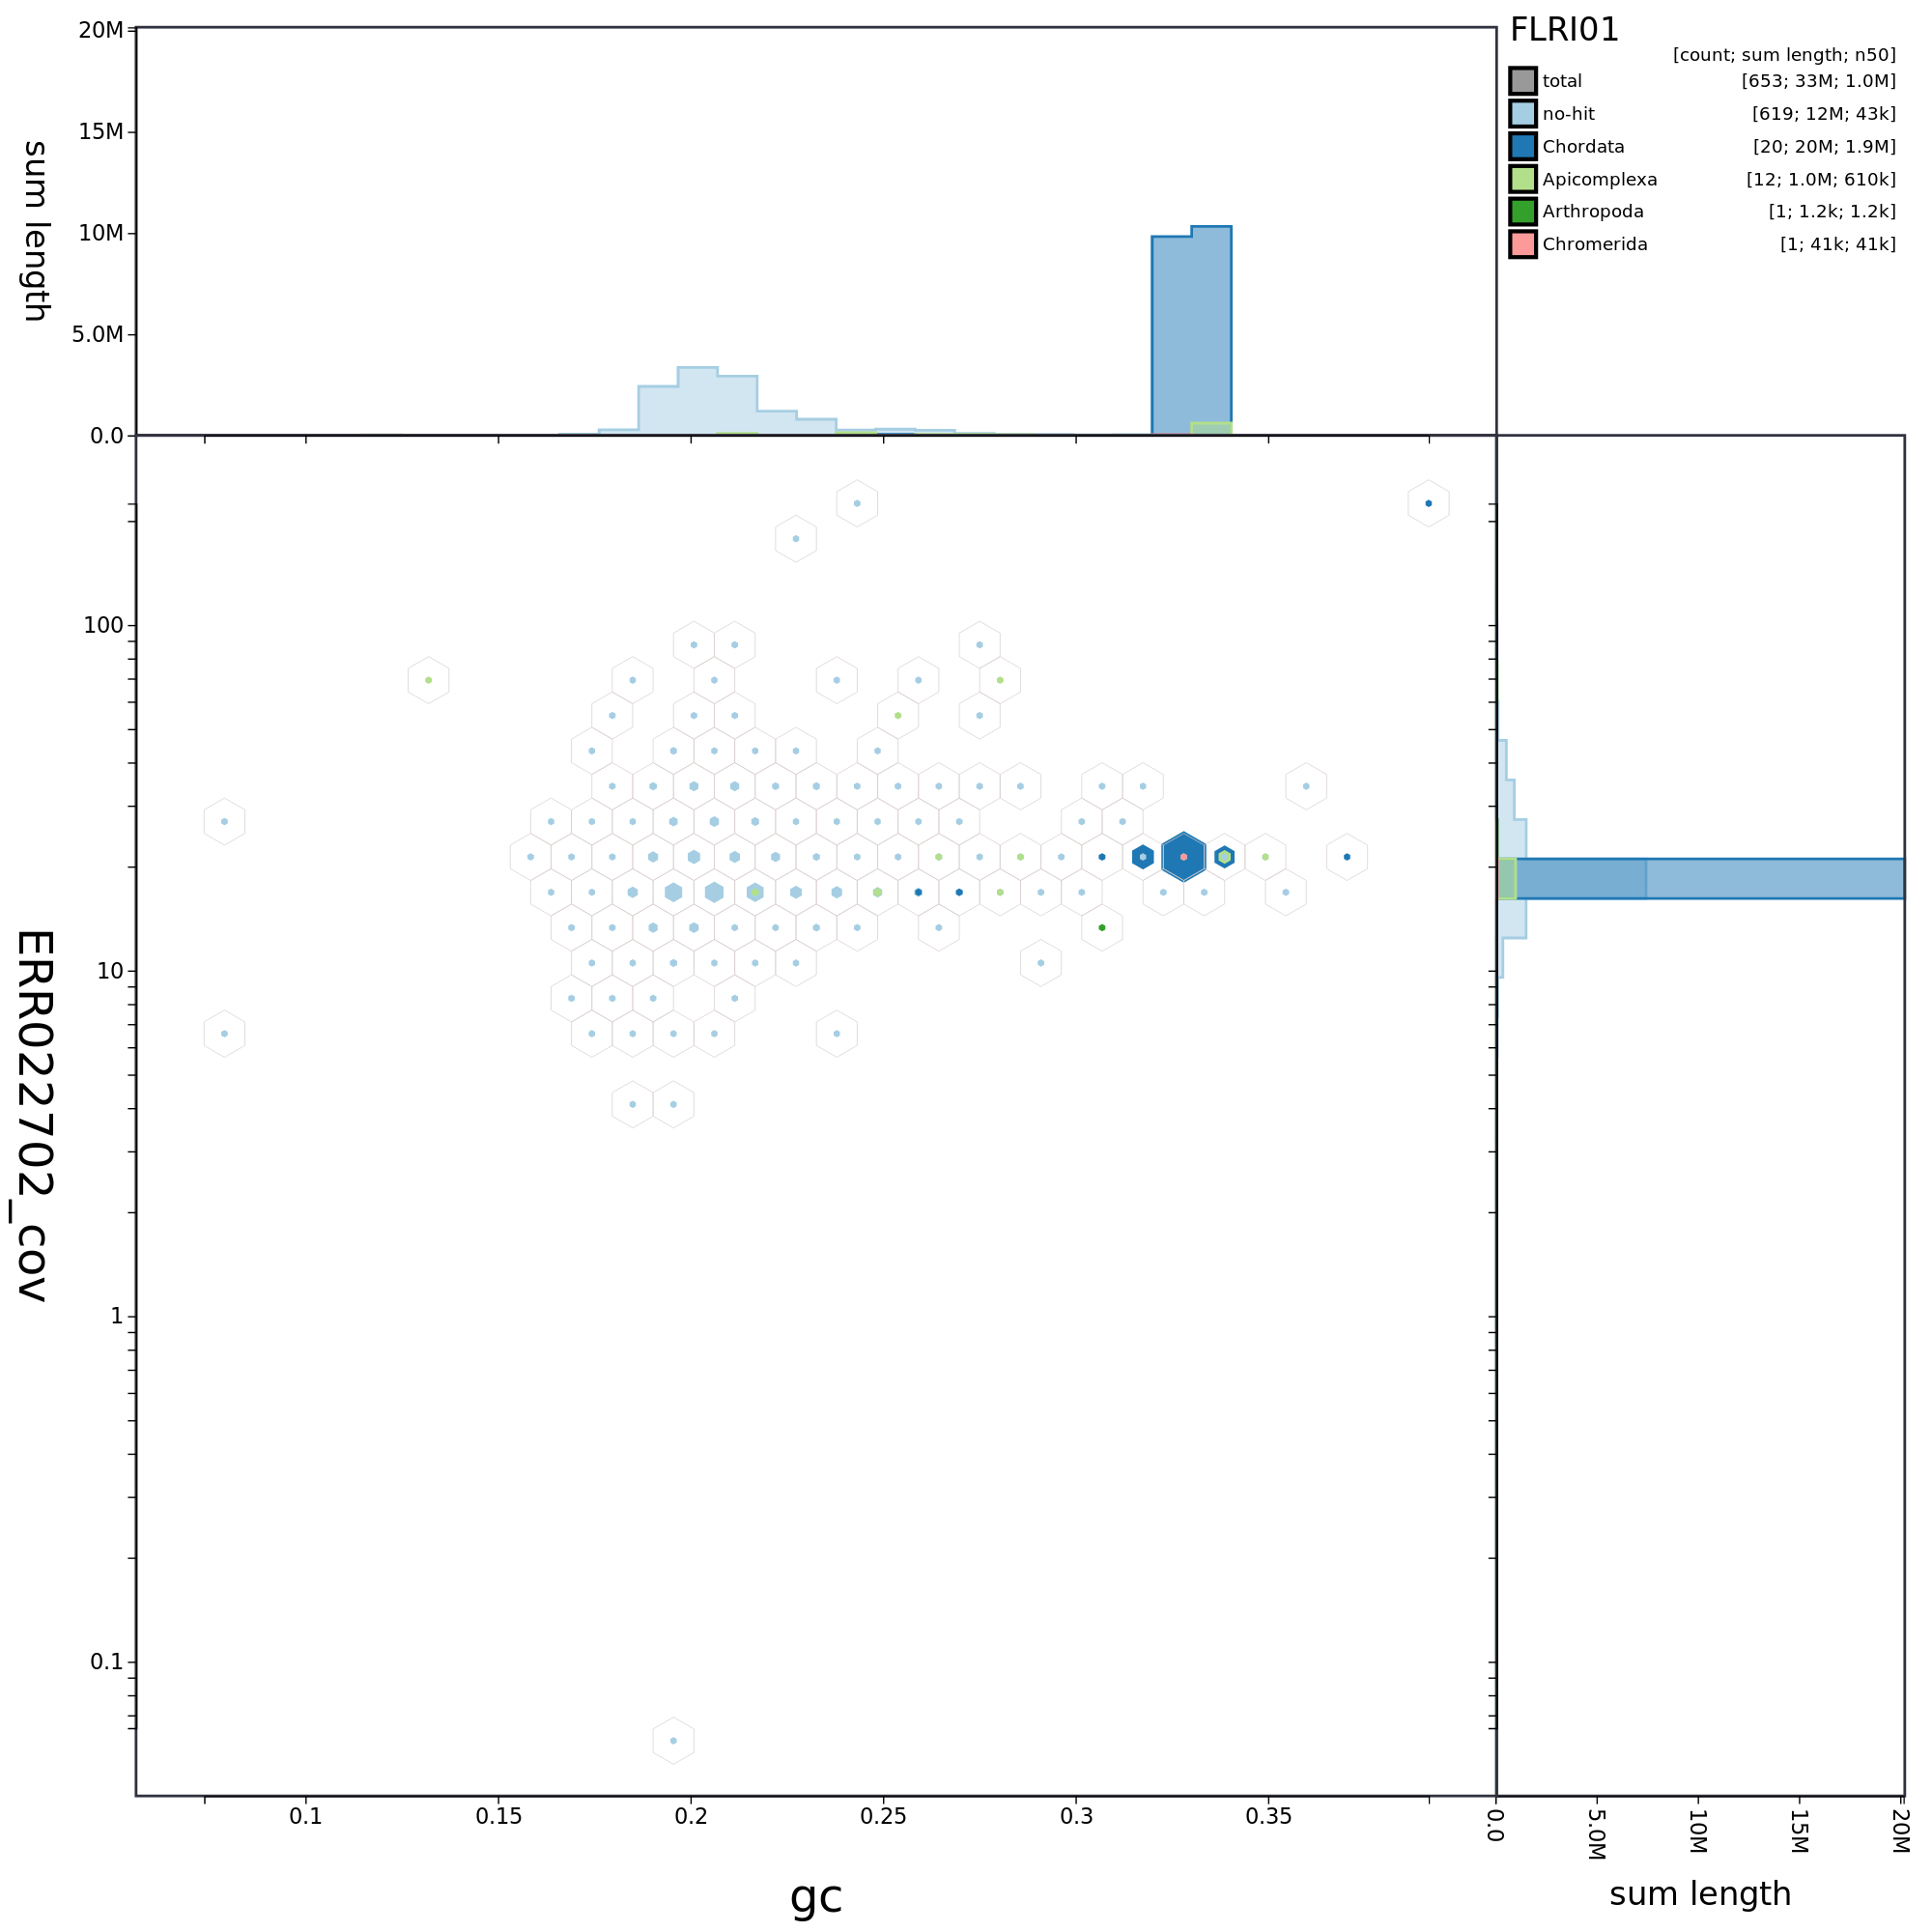 FLRI01
[count; sum length; n50]
total [653; 33M; 1.0M]
no-hit [619; 12M; 43k]
Chordata [20; 20M; 1.9M]
Apicomplexa [12; 1.0M; 610k]
Arthropoda [1; 1.2k; 1.2k]
Chromerida [1; 41k; 41k]
sum length
20M
15M
10M
5.0M
0.0
ERR022702_cov
100
10
1
0.1
0.1 0.15 0.2 0.25 0.3 0.35
gc
0.0 5.0M 10M 15M 20M
sum length